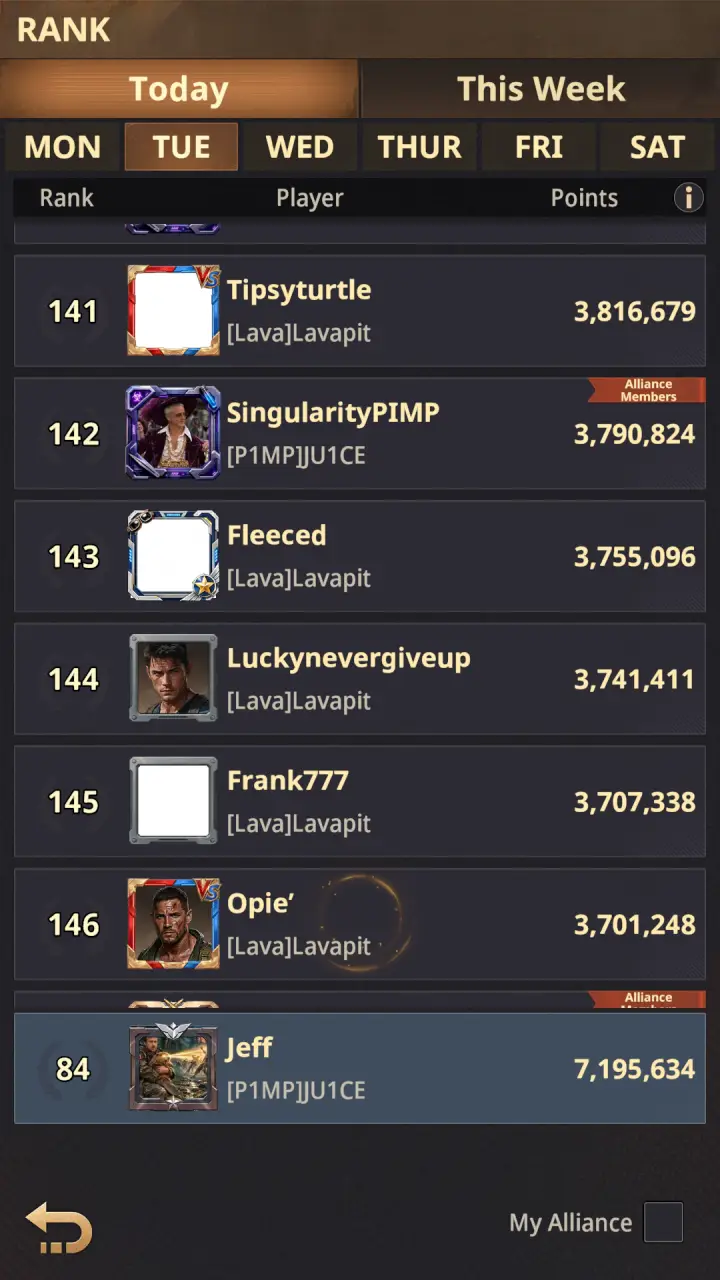 RANK
Today
This Week
MON
TUE
WED
THUR
FRI
SAT
Rank
Player
Points
141
Tipsyturtle
[Lava]Lavapit
3,816,679
142
SingularityPIMP
[P1MP]JU1CE
Alliance
Members
3,790,824
143
Fleeced
[Lava]Lavapit
3,755,096
144
Luckynevergiveup
[Lava]Lavapit
3,741,411
145
Frank777
[Lava]Lavapit
3,707,338
146
Opie’
[Lava]Lavapit
3,701,248
Alliance
84
Jeff
[P1MP]JU1CE
7,195,634
My Alliance